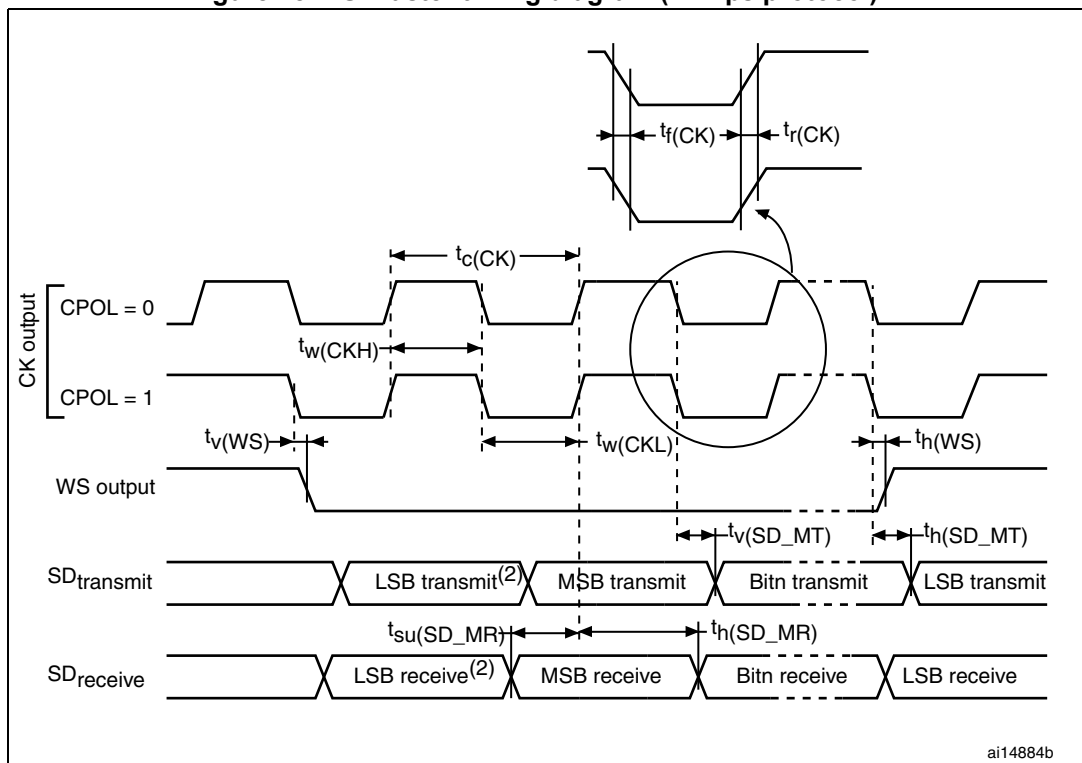 tf(CK)
tr(CK)
tc(CK)
CK output
CPOL = 0
tw(CKH)
CPOL = 1
tv(WS)
tw(CKL)
th(WS)
WS output
tv(SD_MT)
th(SD_MT)
SDtransmit
LSB transmit(2)
MSB transmit
Bitn transmit
LSB transmit
tsu(SD_MR)
th(SD_MR)
SDreceive
LSB receive(2)
MSB receive
Bitn receive
LSB receive
ai14884b